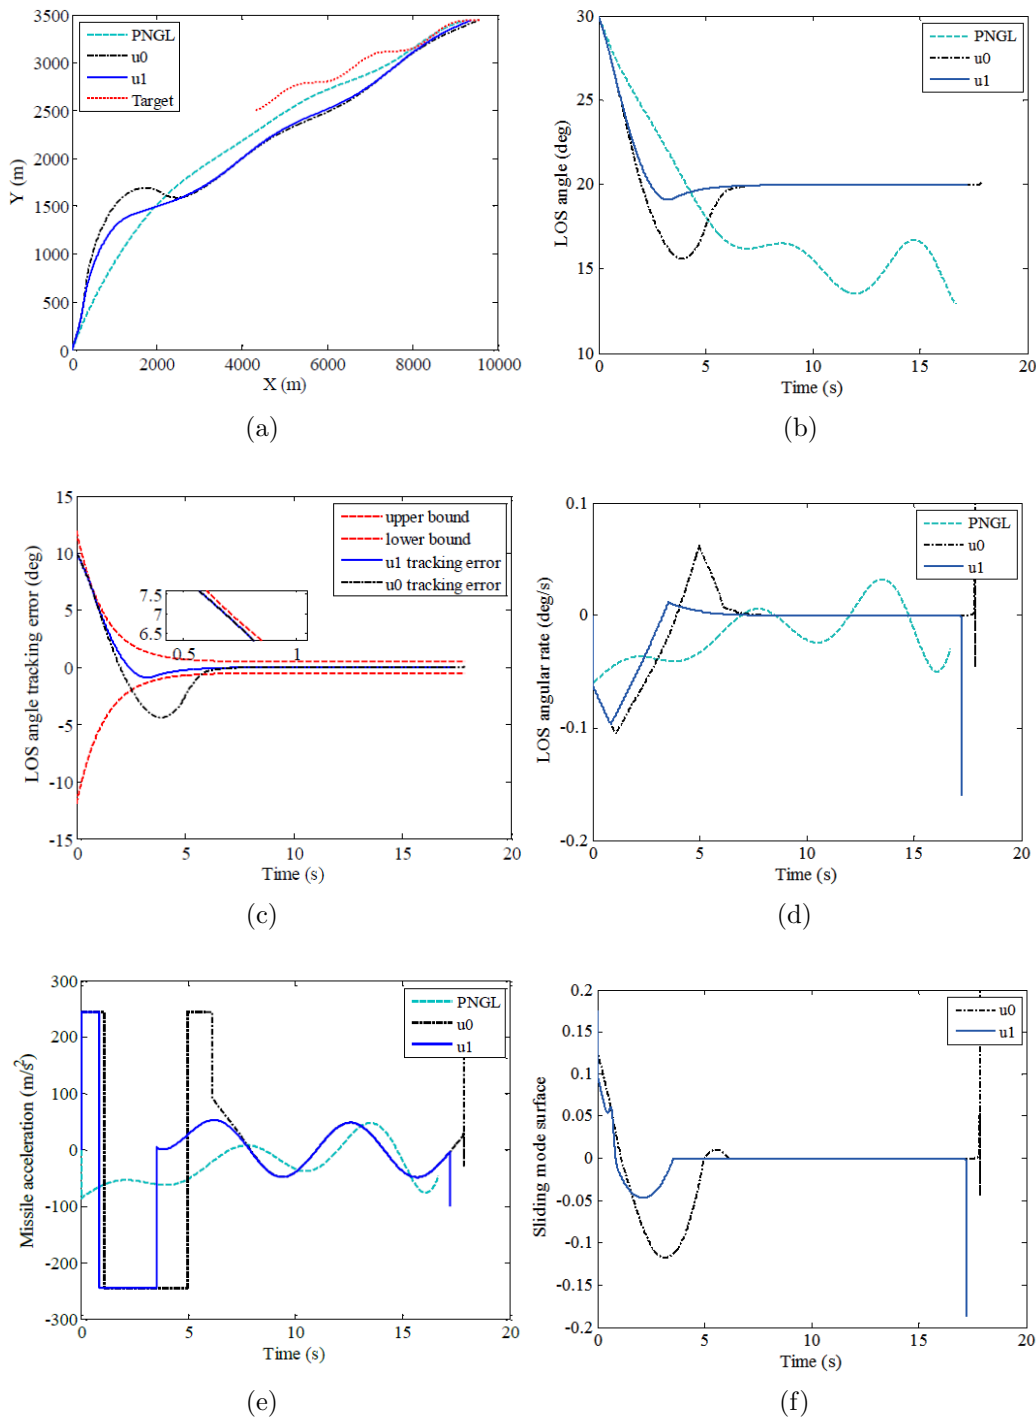 3500
3000
2500
2000
1500
1000
500
0
Y (m)
PNGL
u0
u1
Target
0
2000
4000
6000
8000
10000
X (m)
(a)
30
25
20
15
10
LOS angle (deg)
PNGL
u0
u1
0
5
10
15
20
Time (s)
(b)
15
10
5
0
-5
-10
-15
LOS angle tracking error (deg)
upper bound
lower bound
u1 tracking error
u0 tracking error
7.5
7
6.5
0.5
1
0
5
10
15
20
Time (s)
(c)
0.1
0
-0.1
-0.2
LOS angular rate (deg/s)
PNGL
u0
u1
0
5
10
15
20
Time (s)
(d)
300
200
100
0
-100
-200
-300
Missile acceleration (m/s²)
PNGL
u0
u1
0
5
10
15
20
Time (s)
(e)
0.2
0.15
0.1
0.05
0
-0.05
-0.1
-0.15
-0.2
Sliding mode surface
u0
u1
0
5
10
15
20
Time (s)
(f)